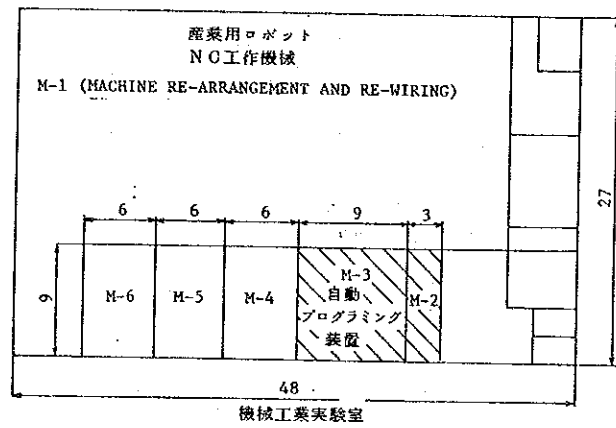 産業用ロボット
NC工作機械
M-1 (MACHINE RE-ARRANGEMENT AND RE-WIRING)
6
6
6
9
3
27
9
M-6
M-5
M-4
M-3
自動
プログラミング
装置
M-2
48
機械工業実験室